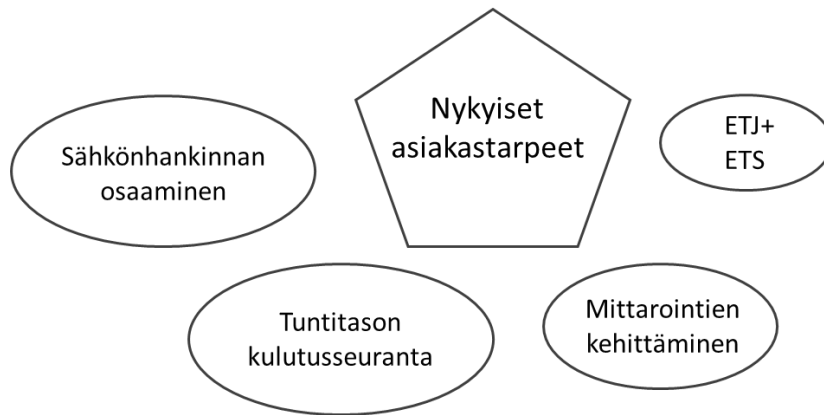 Nykyiset
asiakastarpeet
Sähkönhankinnan
osaaminen
ETJ+
ETS
Tuntitason
kulutusseuranta
Mittarointien
kehittäminen